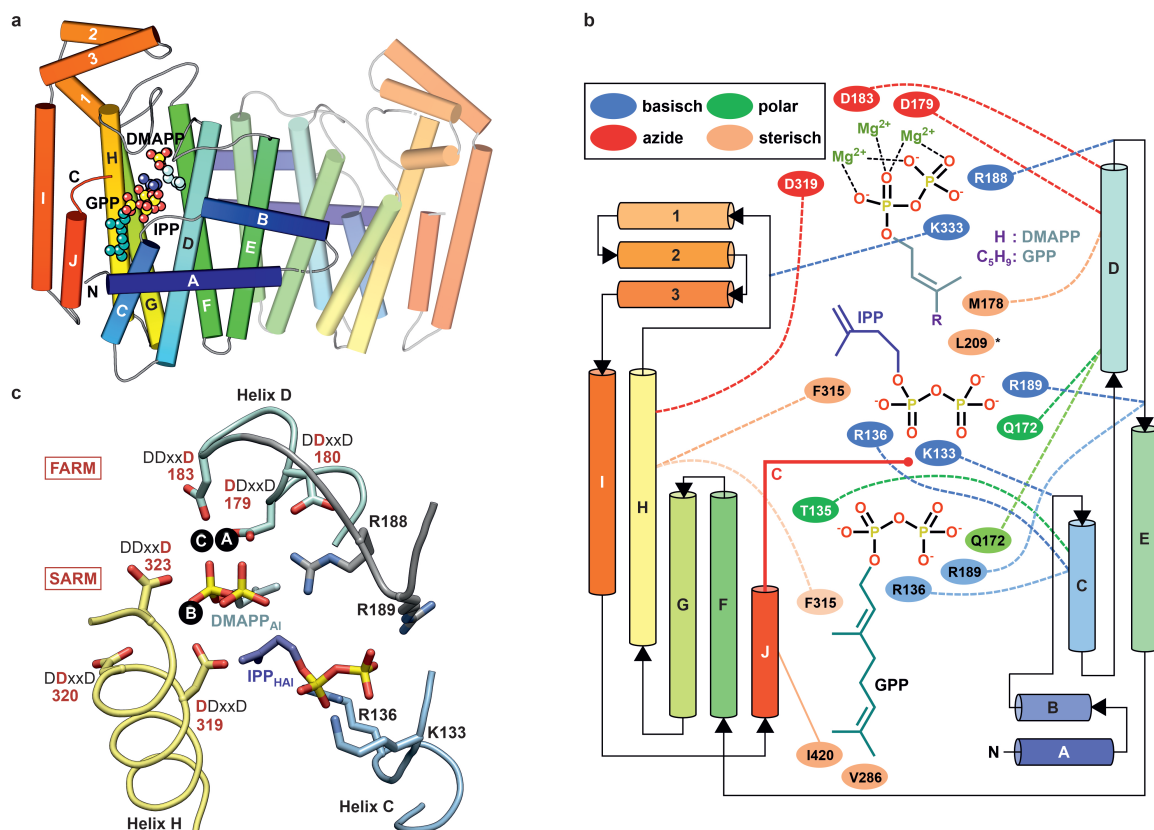 a
2
3
1
DMAPP
H
C
GPP
I
IPP
B
D
E
J
N
A
C
G
F
b
basisch
polar
azide
sterisch
D183
D179
Mg2+
Mg2+
Mg2+
O-
O
O
O-
P
P
O-
O
O-
O
R188
D319
K333
H : DMAPP
C5H9: GPP
1
2
3
D
M178
R
IPP
L209 *
O
O
O-
P
P
O-
O-
O
O
R189
F315
Q172
R136
K133
C
I
H
T135
O
O
O
O-
P
P
O-
O
O-
Q172
R189
R136
E
C
G
F
F315
J
GPP
B
N
A
I420
V286
c
Helix D
DDxxD
180
DDxxD
183
FARM
DDxxD
179
C
A
R188
DDxxD
323
SARM
B
R189
DMAPPAI
DDxxD
320
IPPHAI
DDxxD
319
R136
K133
Helix C
Helix H